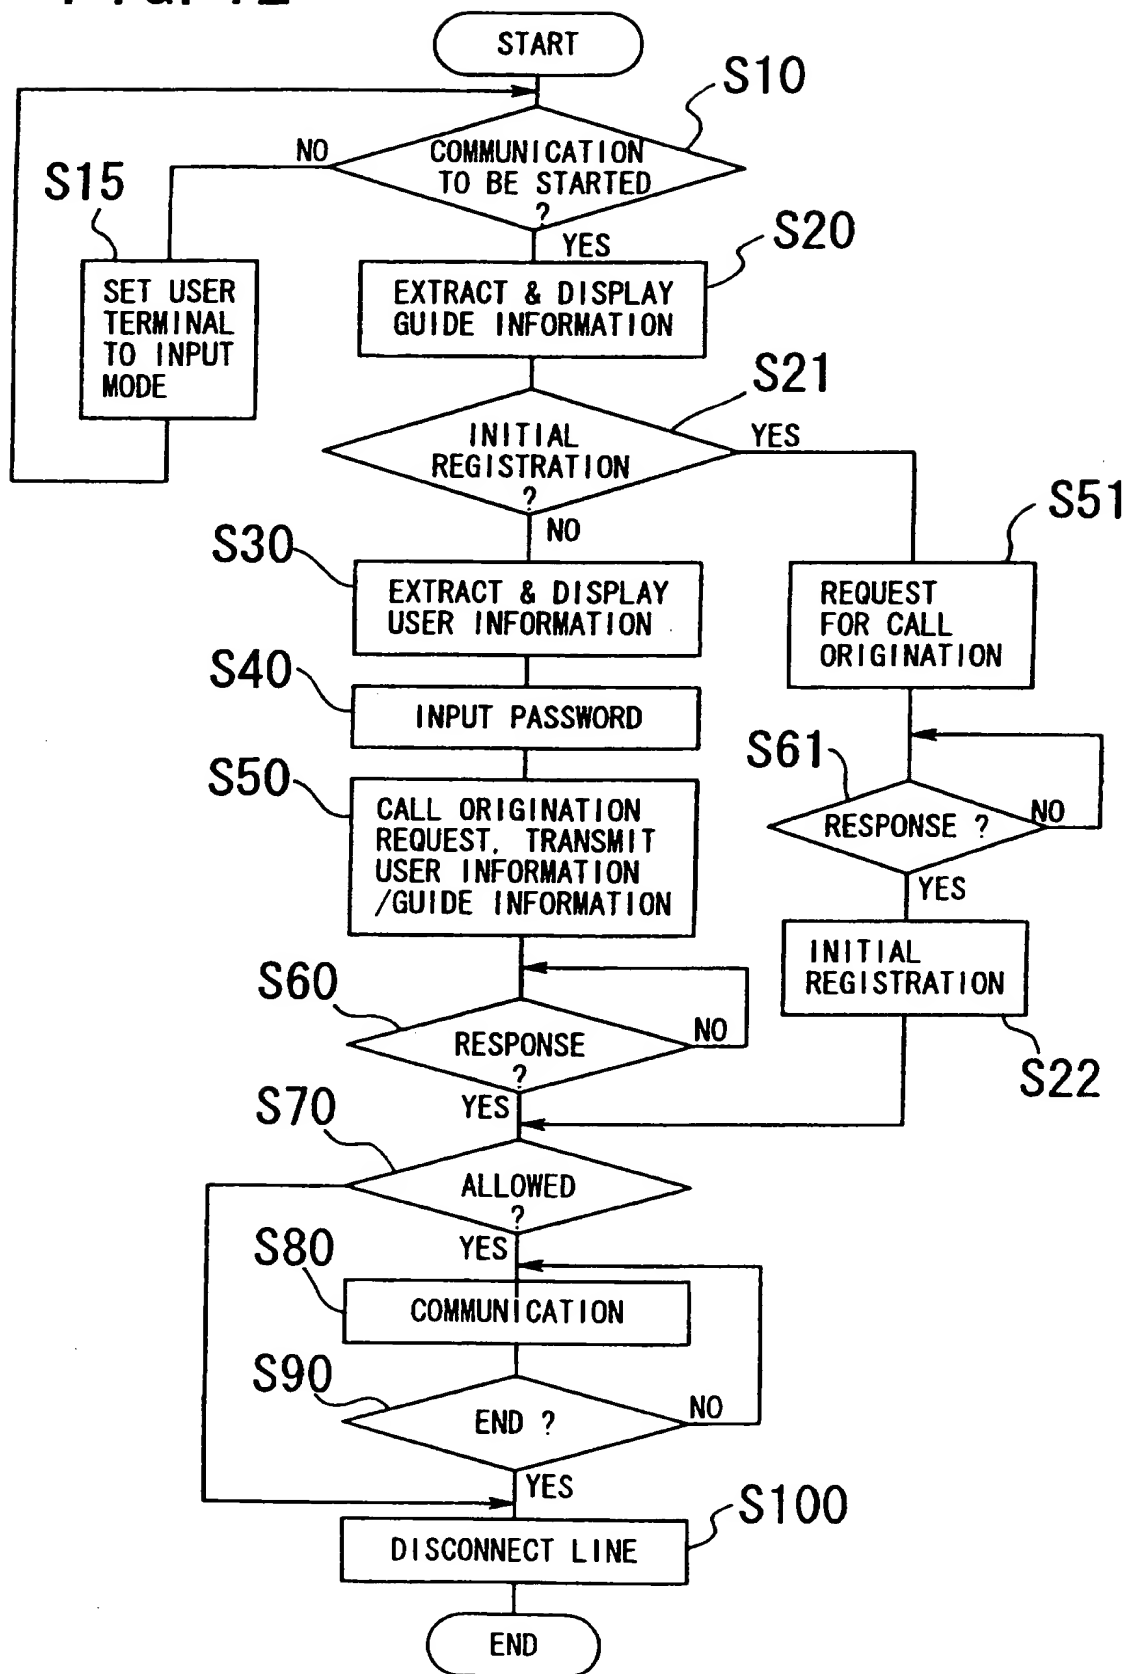 START
S10
COMMUNICATION
TO BE STARTED
?
NO
YES
S15
SET USER
TERMINAL
TO INPUT
MODE
S20
EXTRACT & DISPLAY
GUIDE INFORMATION
S21
INITIAL
REGISTRATION
?
YES
NO
S30
EXTRACT & DISPLAY
USER INFORMATION
S51
REQUEST
FOR CALL
ORIGINATION
S40
INPUT PASSWORD
S50
CALL ORIGINATION
REQUEST, TRANSMIT
USER INFORMATION
/GUIDE INFORMATION
S61
RESPONSE ?
NO
YES
INITIAL
REGISTRATION
S22
S60
RESPONSE
?
NO
YES
S70
ALLOWED
?
YES
S80
COMMUNICATION
S90
END ?
NO
YES
S100
DISCONNECT LINE
END